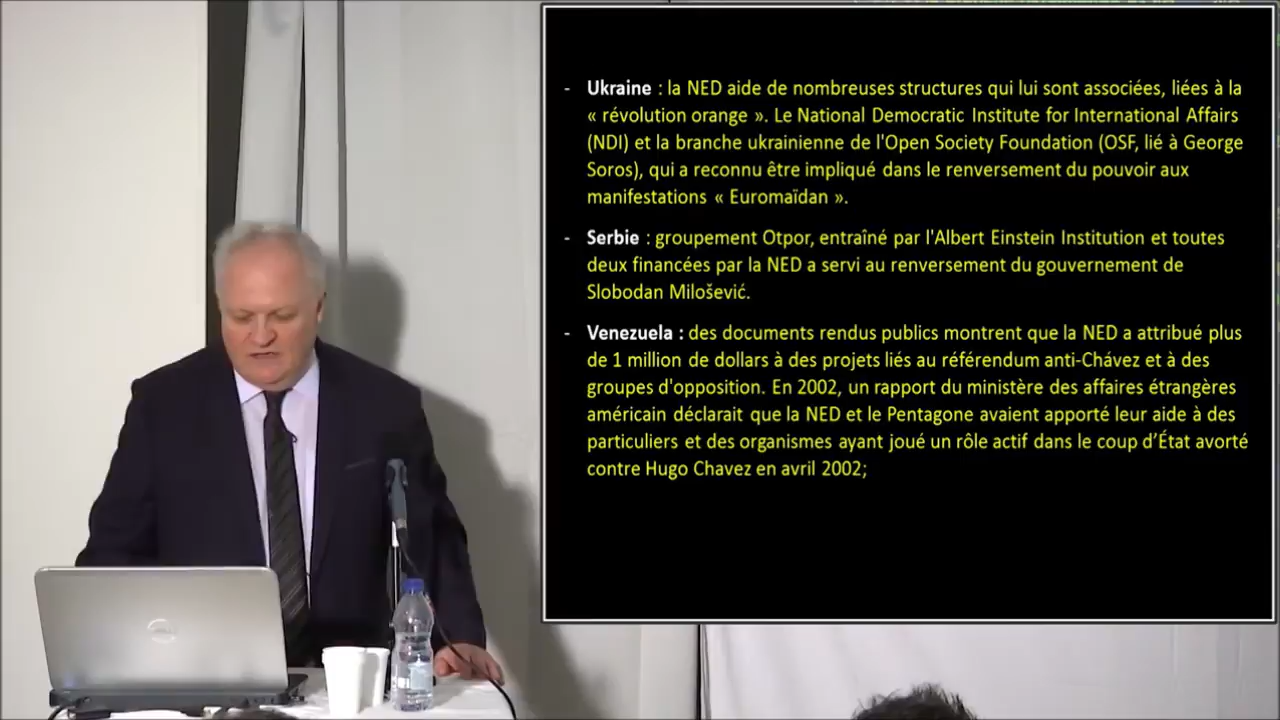 - Ukraine : la NED aide de nombreuses structures qui lui sont associées, liées à la
« révolution orange ». Le National Democratic Institute for International Affairs
(NDI) et la branche ukrainienne de l'Open Society Foundation (OSF, lié à George
Soros), qui a reconnu être impliqué dans le renversement du pouvoir aux
manifestations « Euromaïdan ».
- Serbie : groupement Otpor, entraîné par l'Albert Einstein Institution et toutes
deux financées par la NED a servi au renversement du gouvernement de
Slobodan Milošević.
- Venezuela : des documents rendus publics montrent que la NED a attribué plus
de 1 million de dollars à des projets liés au référendum anti-Chávez et à des
groupes d'opposition. En 2002, un rapport du ministère des affaires étrangères
américain déclarait que la NED et le Pentagone avaient apporté leur aide à des
particuliers et des organismes ayant joué un rôle actif dans le coup d’État avorté
contre Hugo Chavez en avril 2002;